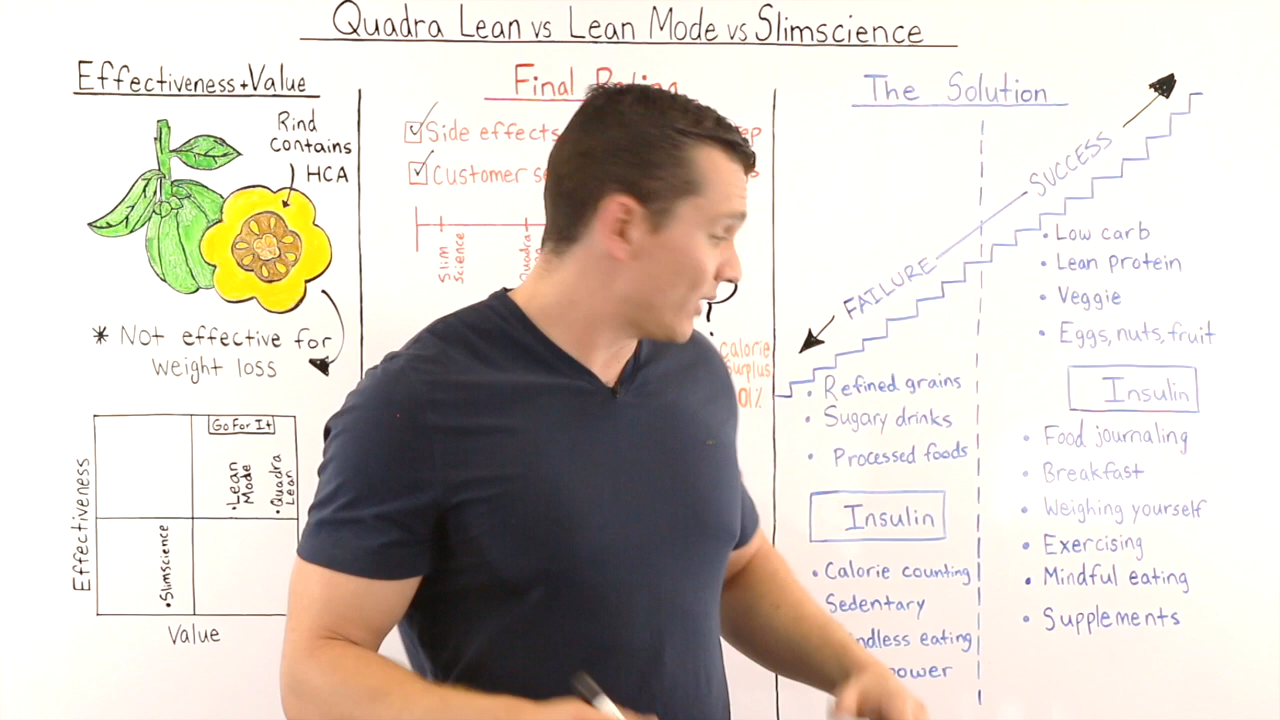 Quadra Lean vs Lean Mode vs Slimscience
Effectiveness+Value
Rind
Contains
HCA
* Not effective for
weight loss
Effectiveness
Go For It
• Lean
Mode
• Quadra
Lean
• Slimscience
Value
Final
Side effects
Customer
Slim
Science
Quadra
?
Calorie
The Solution
FAILURE
SUCCESS
• Refined grains
• Sugary drinks
• Processed foods
Insulin
• Calorie counting
Sedentary
eating
• Low carb
• Lean protein
• Veggie
• Eggs, nuts, fruit
Insulin
• Food journaling
• Breakfast
• Weighing yourself
• Exercising
• Mindful eating
• Supplements